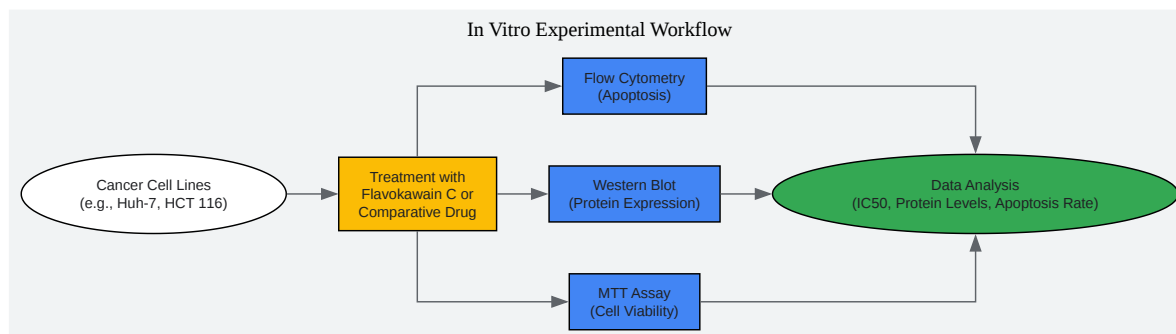 In Vitro Experimental Workflow
Flow Cytometry
(Apoptosis)
Cancer Cell Lines
(e.g., Huh-7, HCT 116)
Treatment with
Flavokawain C or
Comparative Drug
Western Blot
(Protein Expression)
Data Analysis
(IC50, Protein Levels, Apoptosis Rate)
MTT Assay
(Cell Viability)